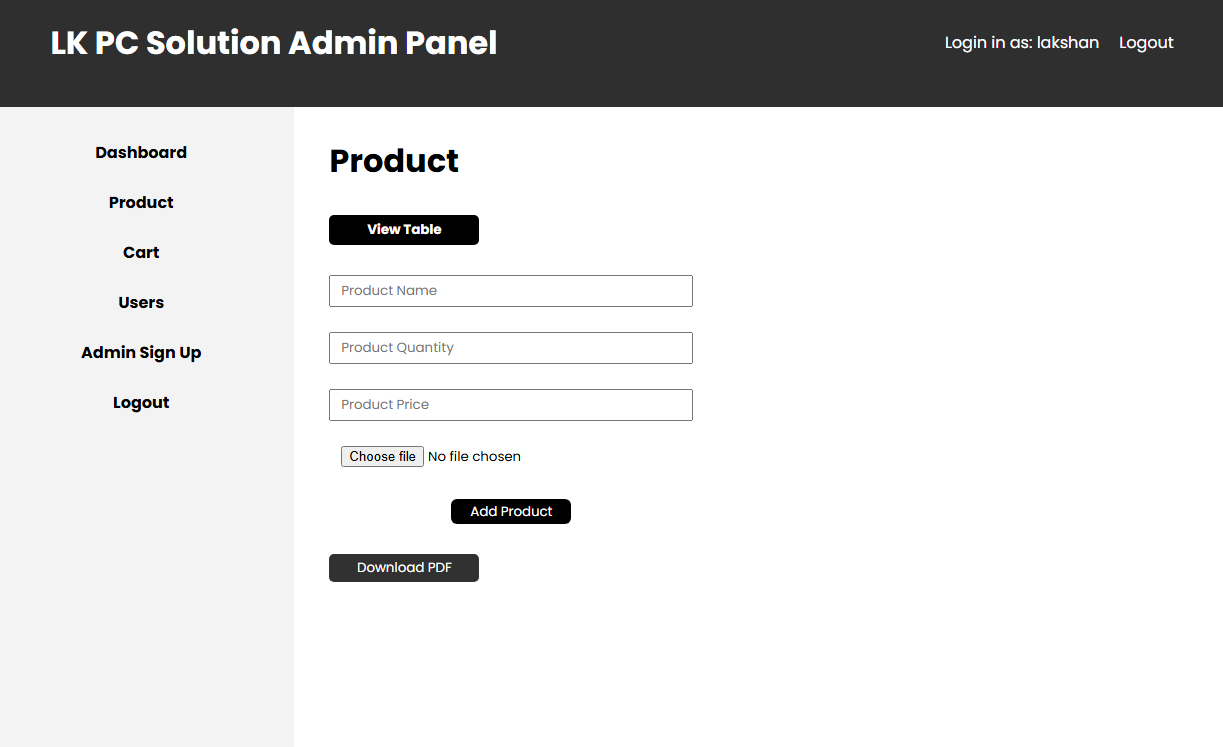 LK PC Solution Admin Panel
Login in as: lakshan Logout
Dashboard
Product
Cart
Users
Admin Sign Up
Logout
Product
View Table
Product Name
Product Quantity
Product Price
Choose file No file chosen
Add Product
Download PDF